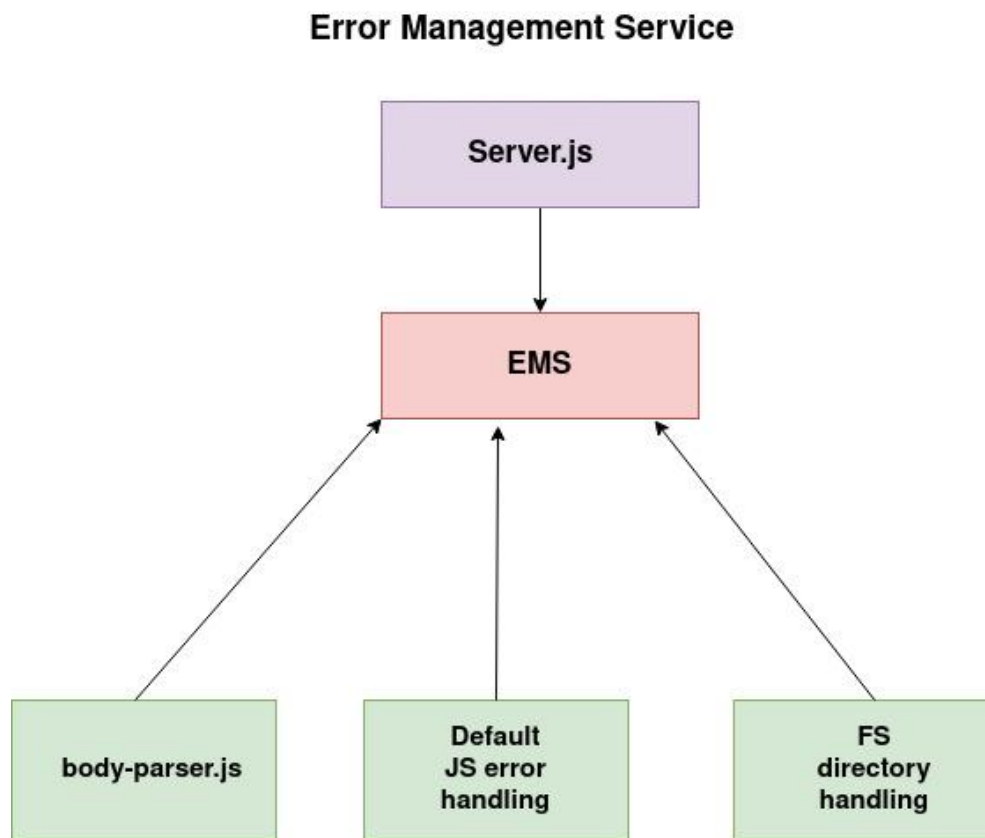 Error Management Service
Server.js
EMS
body-parser.js
Default
JS error
handling
FS
directory
handling